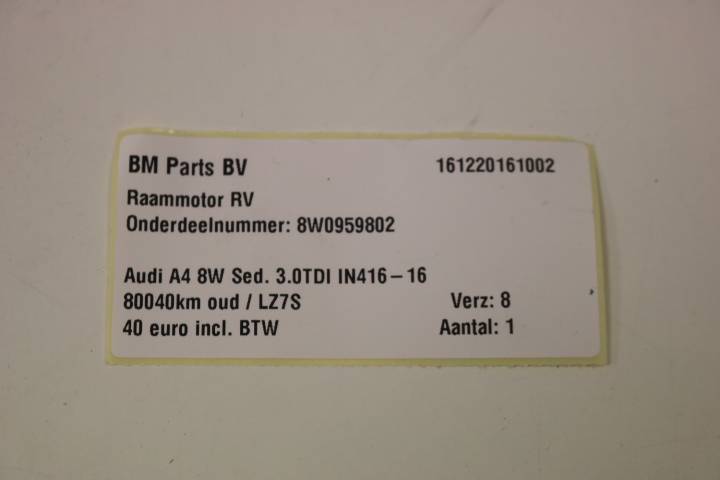 BM Parts BV 161220161002
Raammotor RV
Onderdeelnummer: 8W0959802
Audi A4 8W Sed. 3.0TDI IN416-16
80040km oud / LZ7S Verz: 8
40 euro incl. BTW Aantal: 1